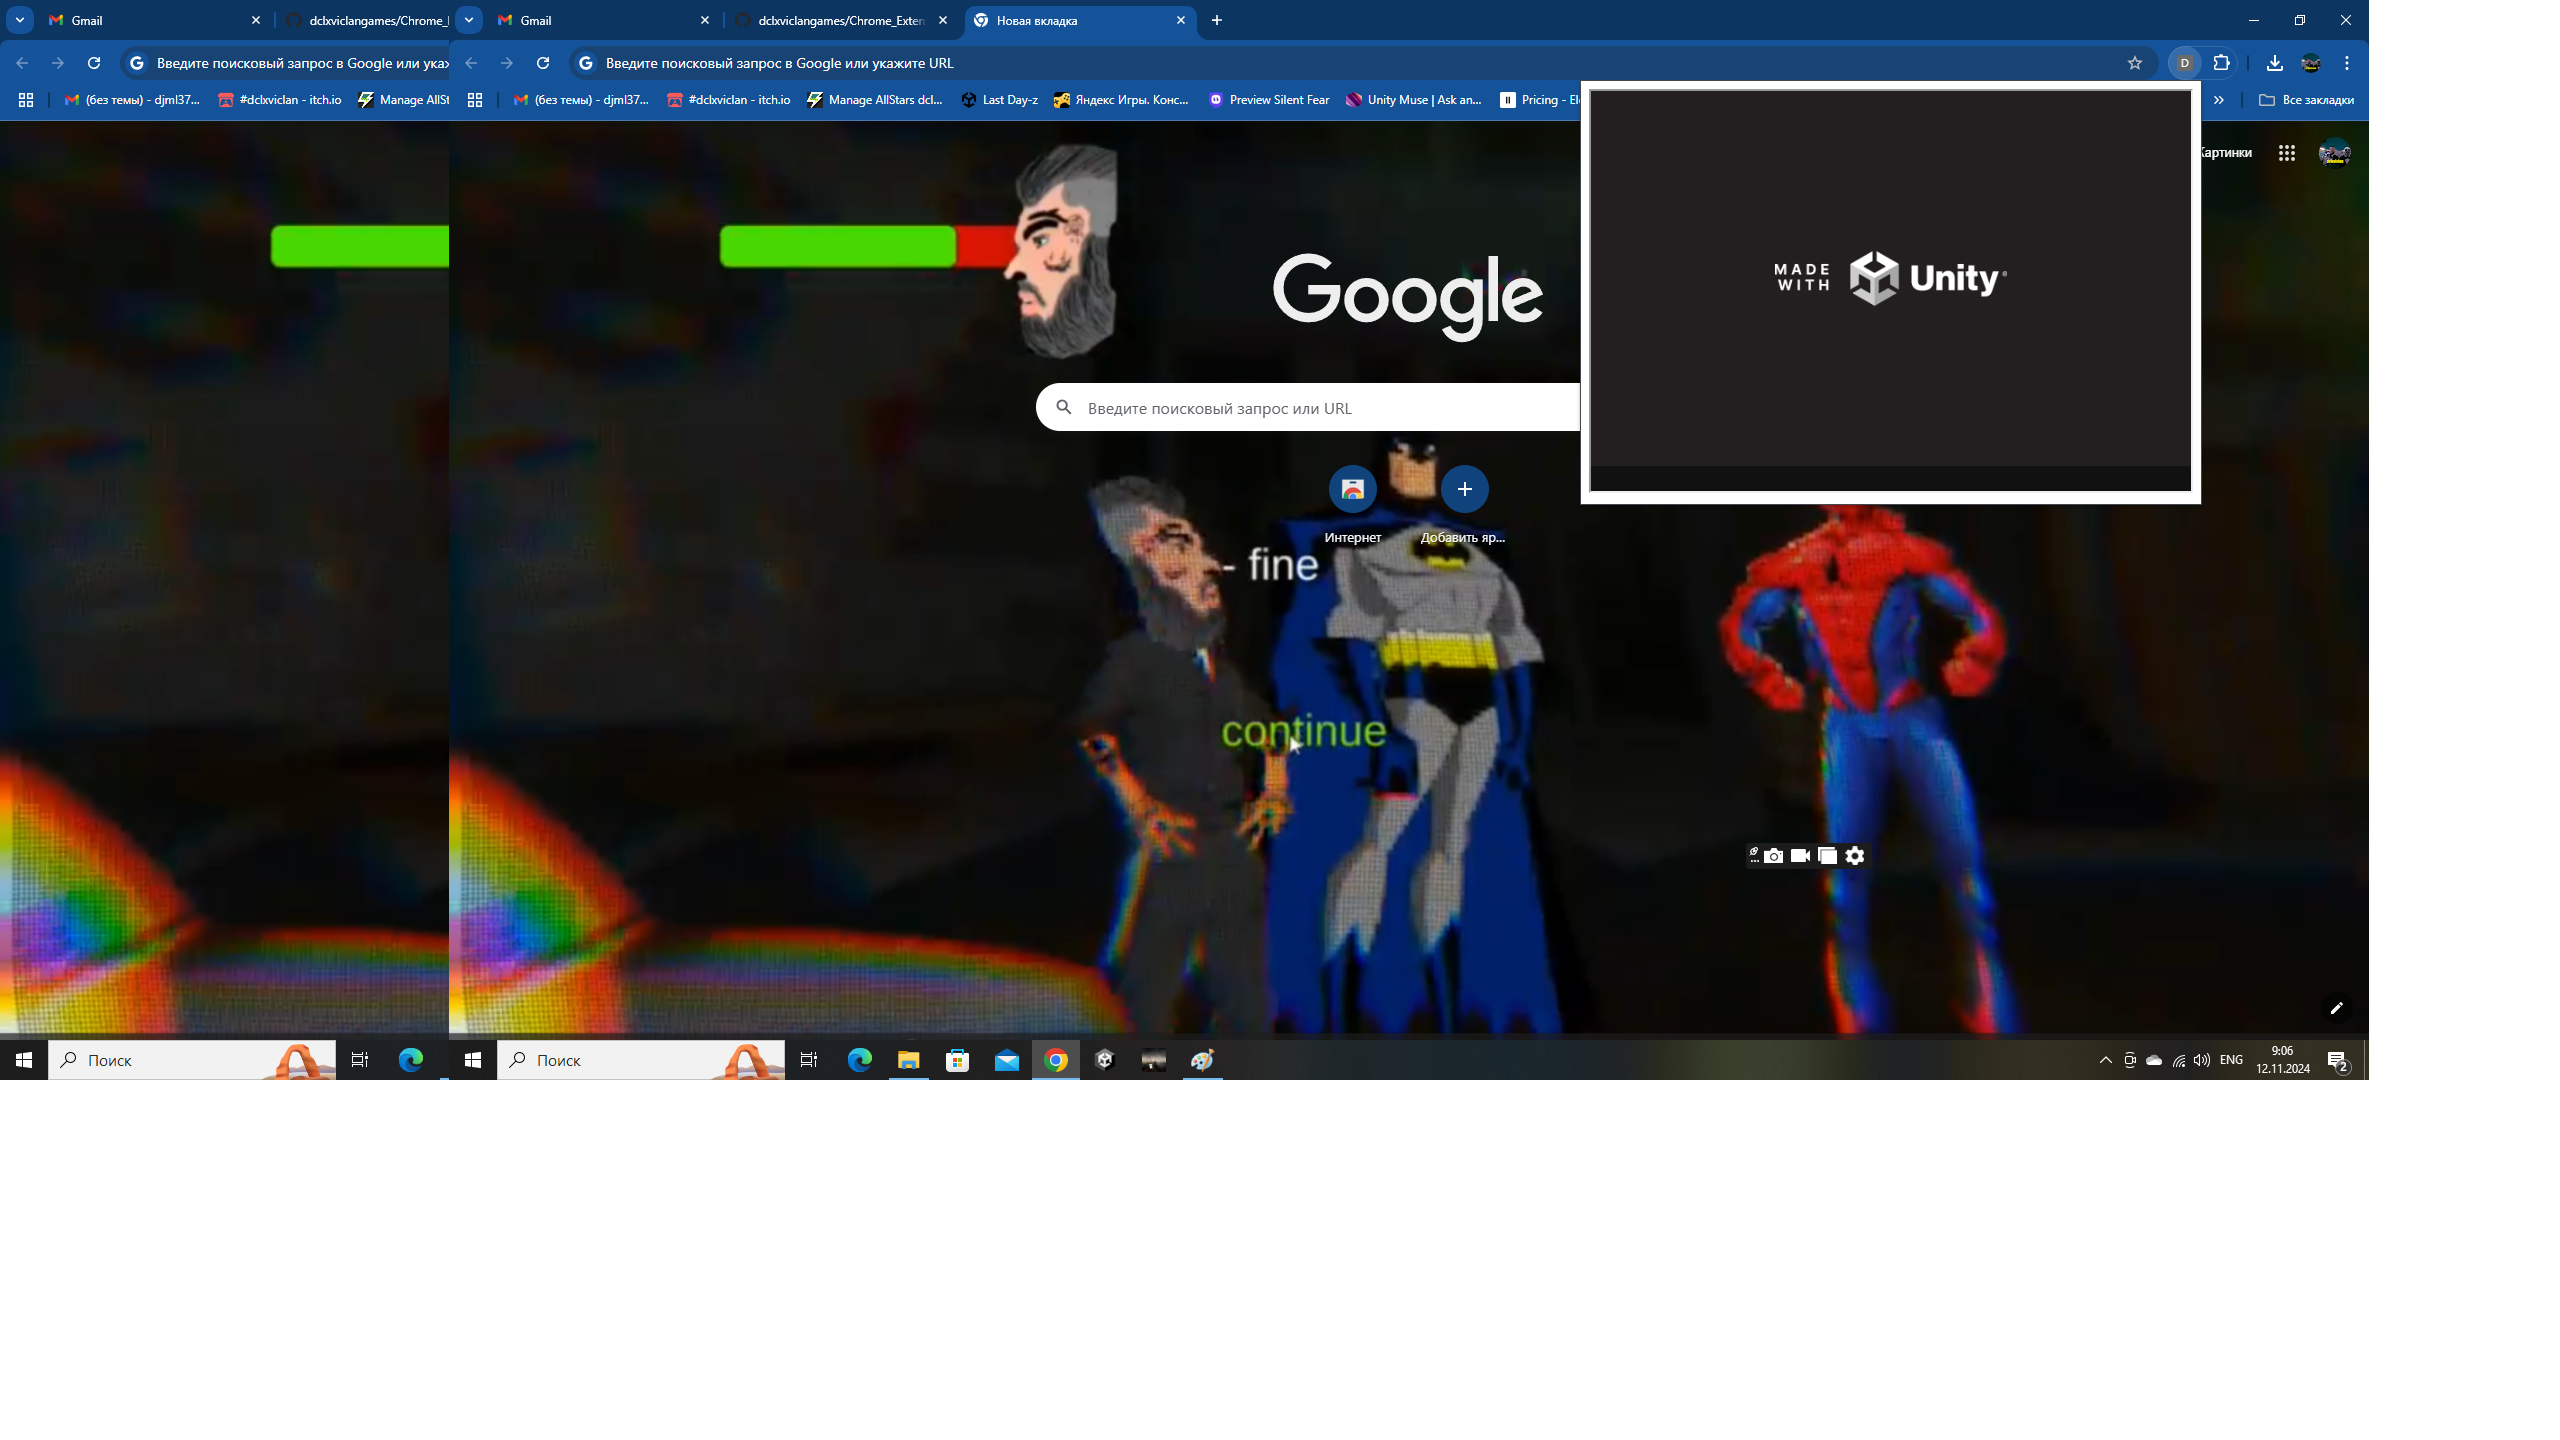 Gmail
dclxviclangames/Chrome_
Gmail
dclxviclangames/Chrome_Exten
Новая вкладка
Введите поисковый запрос в Google или ука
Введите поисковый запрос в Google или укажите URL
D
(без темы) - djml37...
#dclxviclan - itch.io
Manage AllSt
(без темы) - djml37...
#dclxviclan - itch.io
Manage AllStars dcl...
Last Day-z
Яндекс Игры. Конс...
Preview Silent Fear
Unity Muse | Ask an...
Pricing - El
Все закладки
Картинки
MADE WITH Unity
Google
Введите поисковый запрос или URL
Интернет
Добавить яр...
- fine
continue
Поиск
Поиск
ENG
9:06
12.11.2024
2